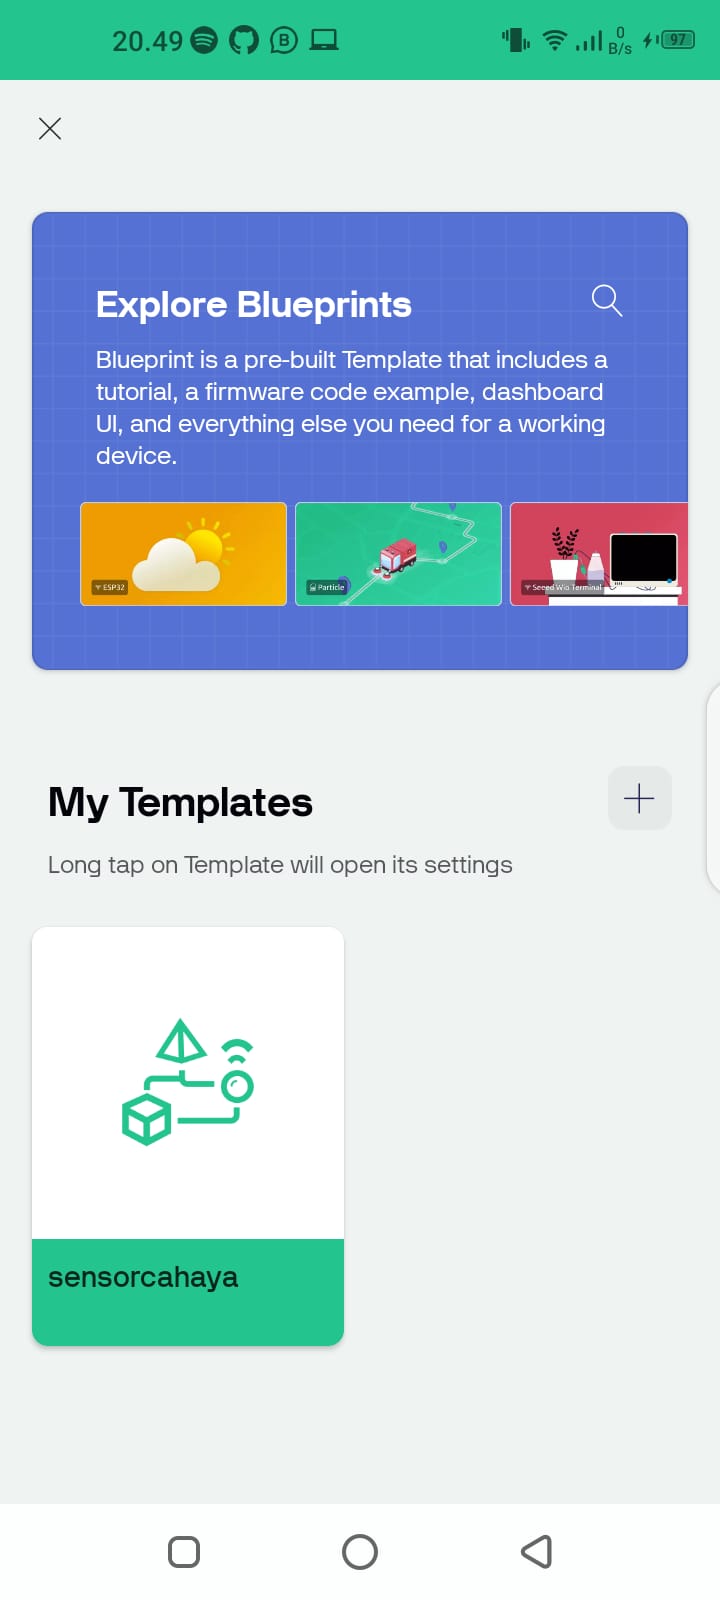 20.49
B
0
B/s
97
Explore Blueprints
Blueprint is a pre-built Template that includes a
tutorial, a firmware code example, dashboard
UI, and everything else you need for a working
device.
ESP32
Particle
Seeed Wio Terminal
My Templates
Long tap on Template will open its settings
sensorcahaya